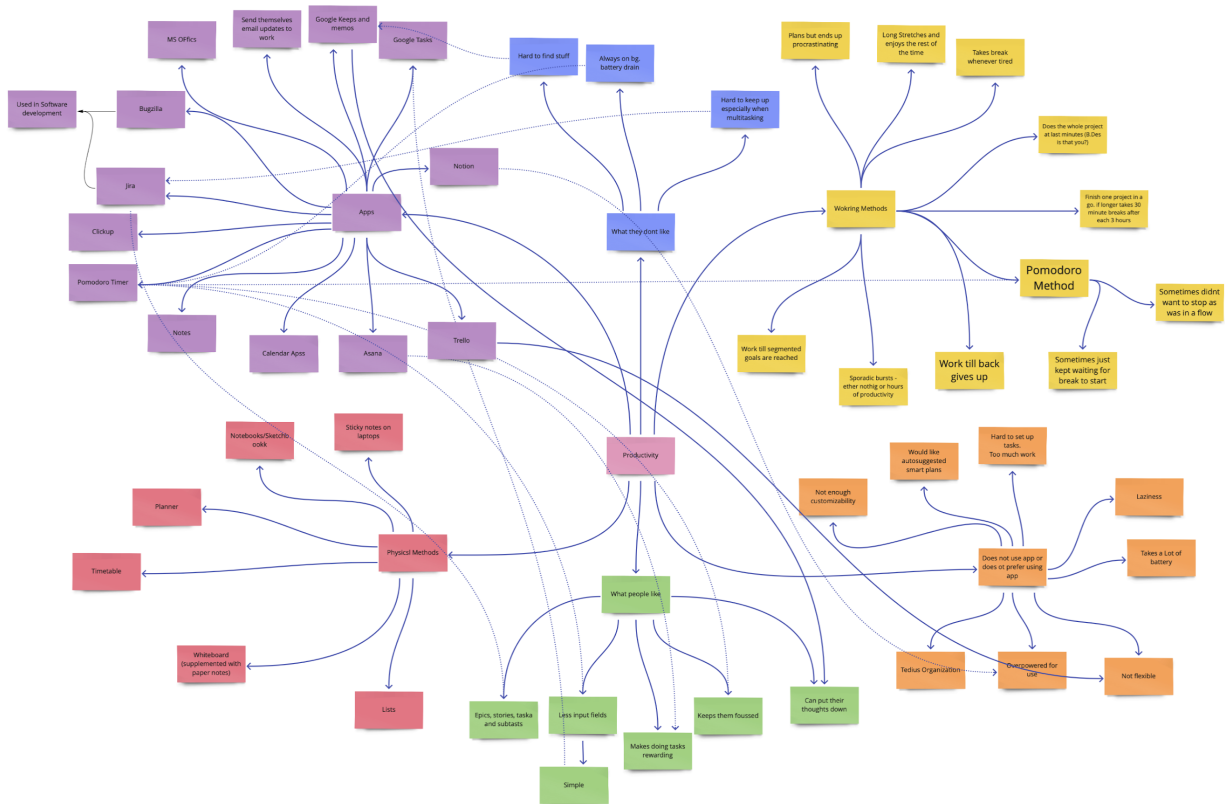 MS OFfics
Send themselves
email updates to
work
Google Keeps and
memos
Google Tasks
Hard to find stuff
Always on bg,
battery drain
Plans but ends up
procrastinating
Long Stretches and
enjoys the rest of
the time
Takes break
whenever tired
Used in Software
development
Bugzilla
Hard to keep up
especially when
multitasking
Does the whole project
at last minutes (B.Des
is that you?)
Notion
Jira
Apps
Wokring Methods
Finish one project in a
go. if longer takes 30
minute breaks after
each 3 hours
Clickup
What they dont like
Pomodoro Timer
Pomodoro
Method
Sometimes didnt
want to stop as
was in a flow
Notes
Calendar Apss
Asana
Trello
Work till segmented
goals are reached
Sporadic bursts -
ether nothig or hours
of productivity
Work till back
gives up
Sometimes just
kept waiting for
break to start
Notebooks/Sketchb
ookk
Sticky notes on
laptops
Productivity
Would like
autosuggested
smart plans
Hard to set up
tasks.
Too much work
Not enough
customizability
Laziness
Planner
Timetable
Physicsl Methods
Does not use app or
does ot prefer using
app
Takes a Lot of
battery
What people like
Whiteboard
(supplemented with
paper notes)
Lists
Tedius Organization
Overpowered for
use
Not flexible
Epics, stories, taska
and subtasts
Less input fields
Keeps them foussed
Can put their
thoughts down
Makes doing tasks
rewarding
Simple